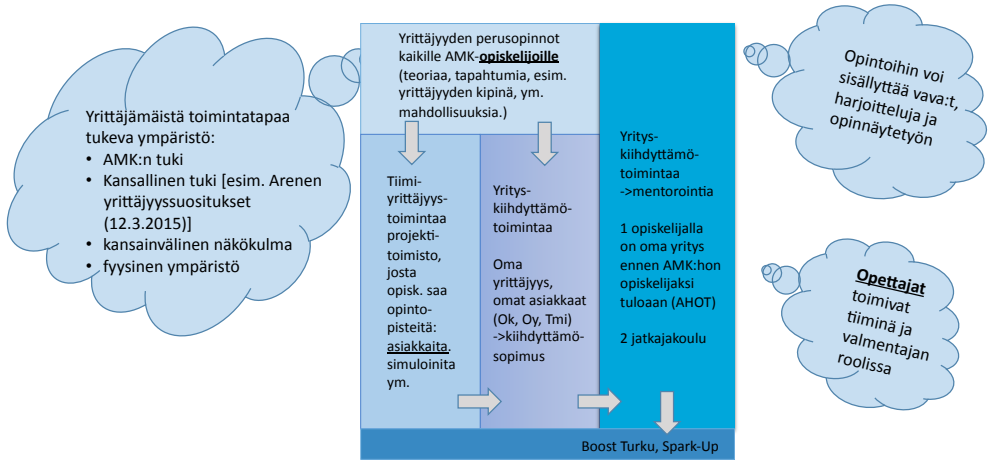 Yrittäjämäistä toimintatapaa
tukeva ympäristö:
• AMK:n tuki
• Kansallinen tuki [esim. Arenen
yrittäjyyssuositukset
(12.3.2015)]
• kansainvälinen näkökulma
• fyysinen ympäristö
Yrittäjyyden perusopinnot
kaikille AMK-opiskelijoille
(teoriaa, tapahtumia, esim.
yrittäjyyden kipinä, ym.
mahdollisuuksia.)
Tiimi-
yrittäjyys-
toimintaa
projekti-
toimisto,
josta
opisk. saa
opinto-
pisteitä:
asiakkaita.
simulointa
ym.
Yritys-
kiihdyttämö-
toimintaa
Oma
yrittäjyys,
omat asiakkaat
(Ok, Oy, Tmi)
->kiihdyttämö-
sopimus
Yritys-
kiihdyttämö-
toimintaa
->mentorointia
1 opiskelijalla
on oma yritys
ennen AMK:hon
opiskelijaksi
tuloaan (AHOT)
2 jatkajakoulu
Boost Turku, Spark-Up
Opintoihin voi
sisällyttää vava:t,
harjoitteluja ja
opinnäytetyön
Opettajat
toimivat
tiiminä ja
valmentajan
roolissa